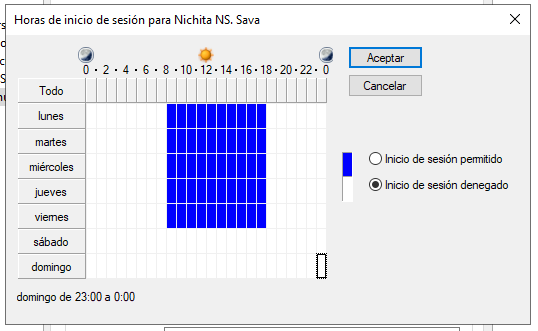 Horas de inicio de sesión para Nichita NS. Sava
0 · 2 · 4 · 6 · 8 · 10 · 12 · 14 · 16 · 18 · 20 · 22 · 0
Aceptar
Cancelar
Todo
lunes
martes
miércoles
jueves
viernes
sábado
domingo
Inicio de sesión permitido
Inicio de sesión denegado
domingo de 23:00 a 0:00